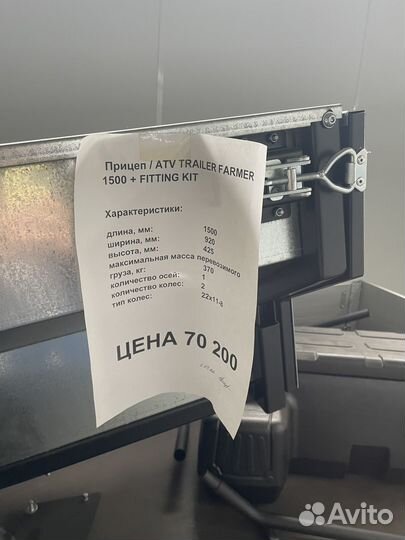 Прицеп / ATV TRAILER FARMER
1500 + FITTING KIT
Характеристики:
длина, мм: 1500
ширина, мм: 920
высота, мм: 425
максимальная масса перевозимого
груза, кг: 370
количество осей: 1
количество колес: 2
тип колес: 22x11-8
ЦЕНА 70 200
Avito